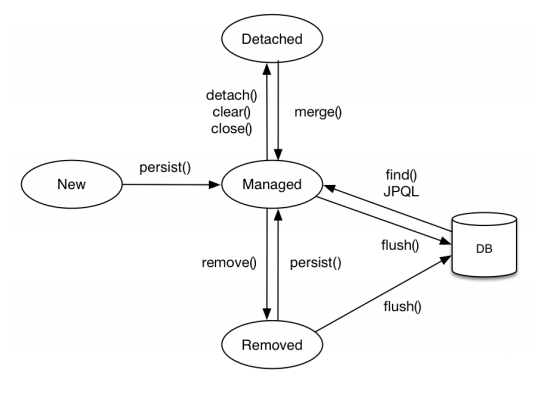 Detached
detach()
clear()
close()
merge()
New
persist()
Managed
find()
JPQL
flush()
DB
remove()
persist()
flush()
Removed